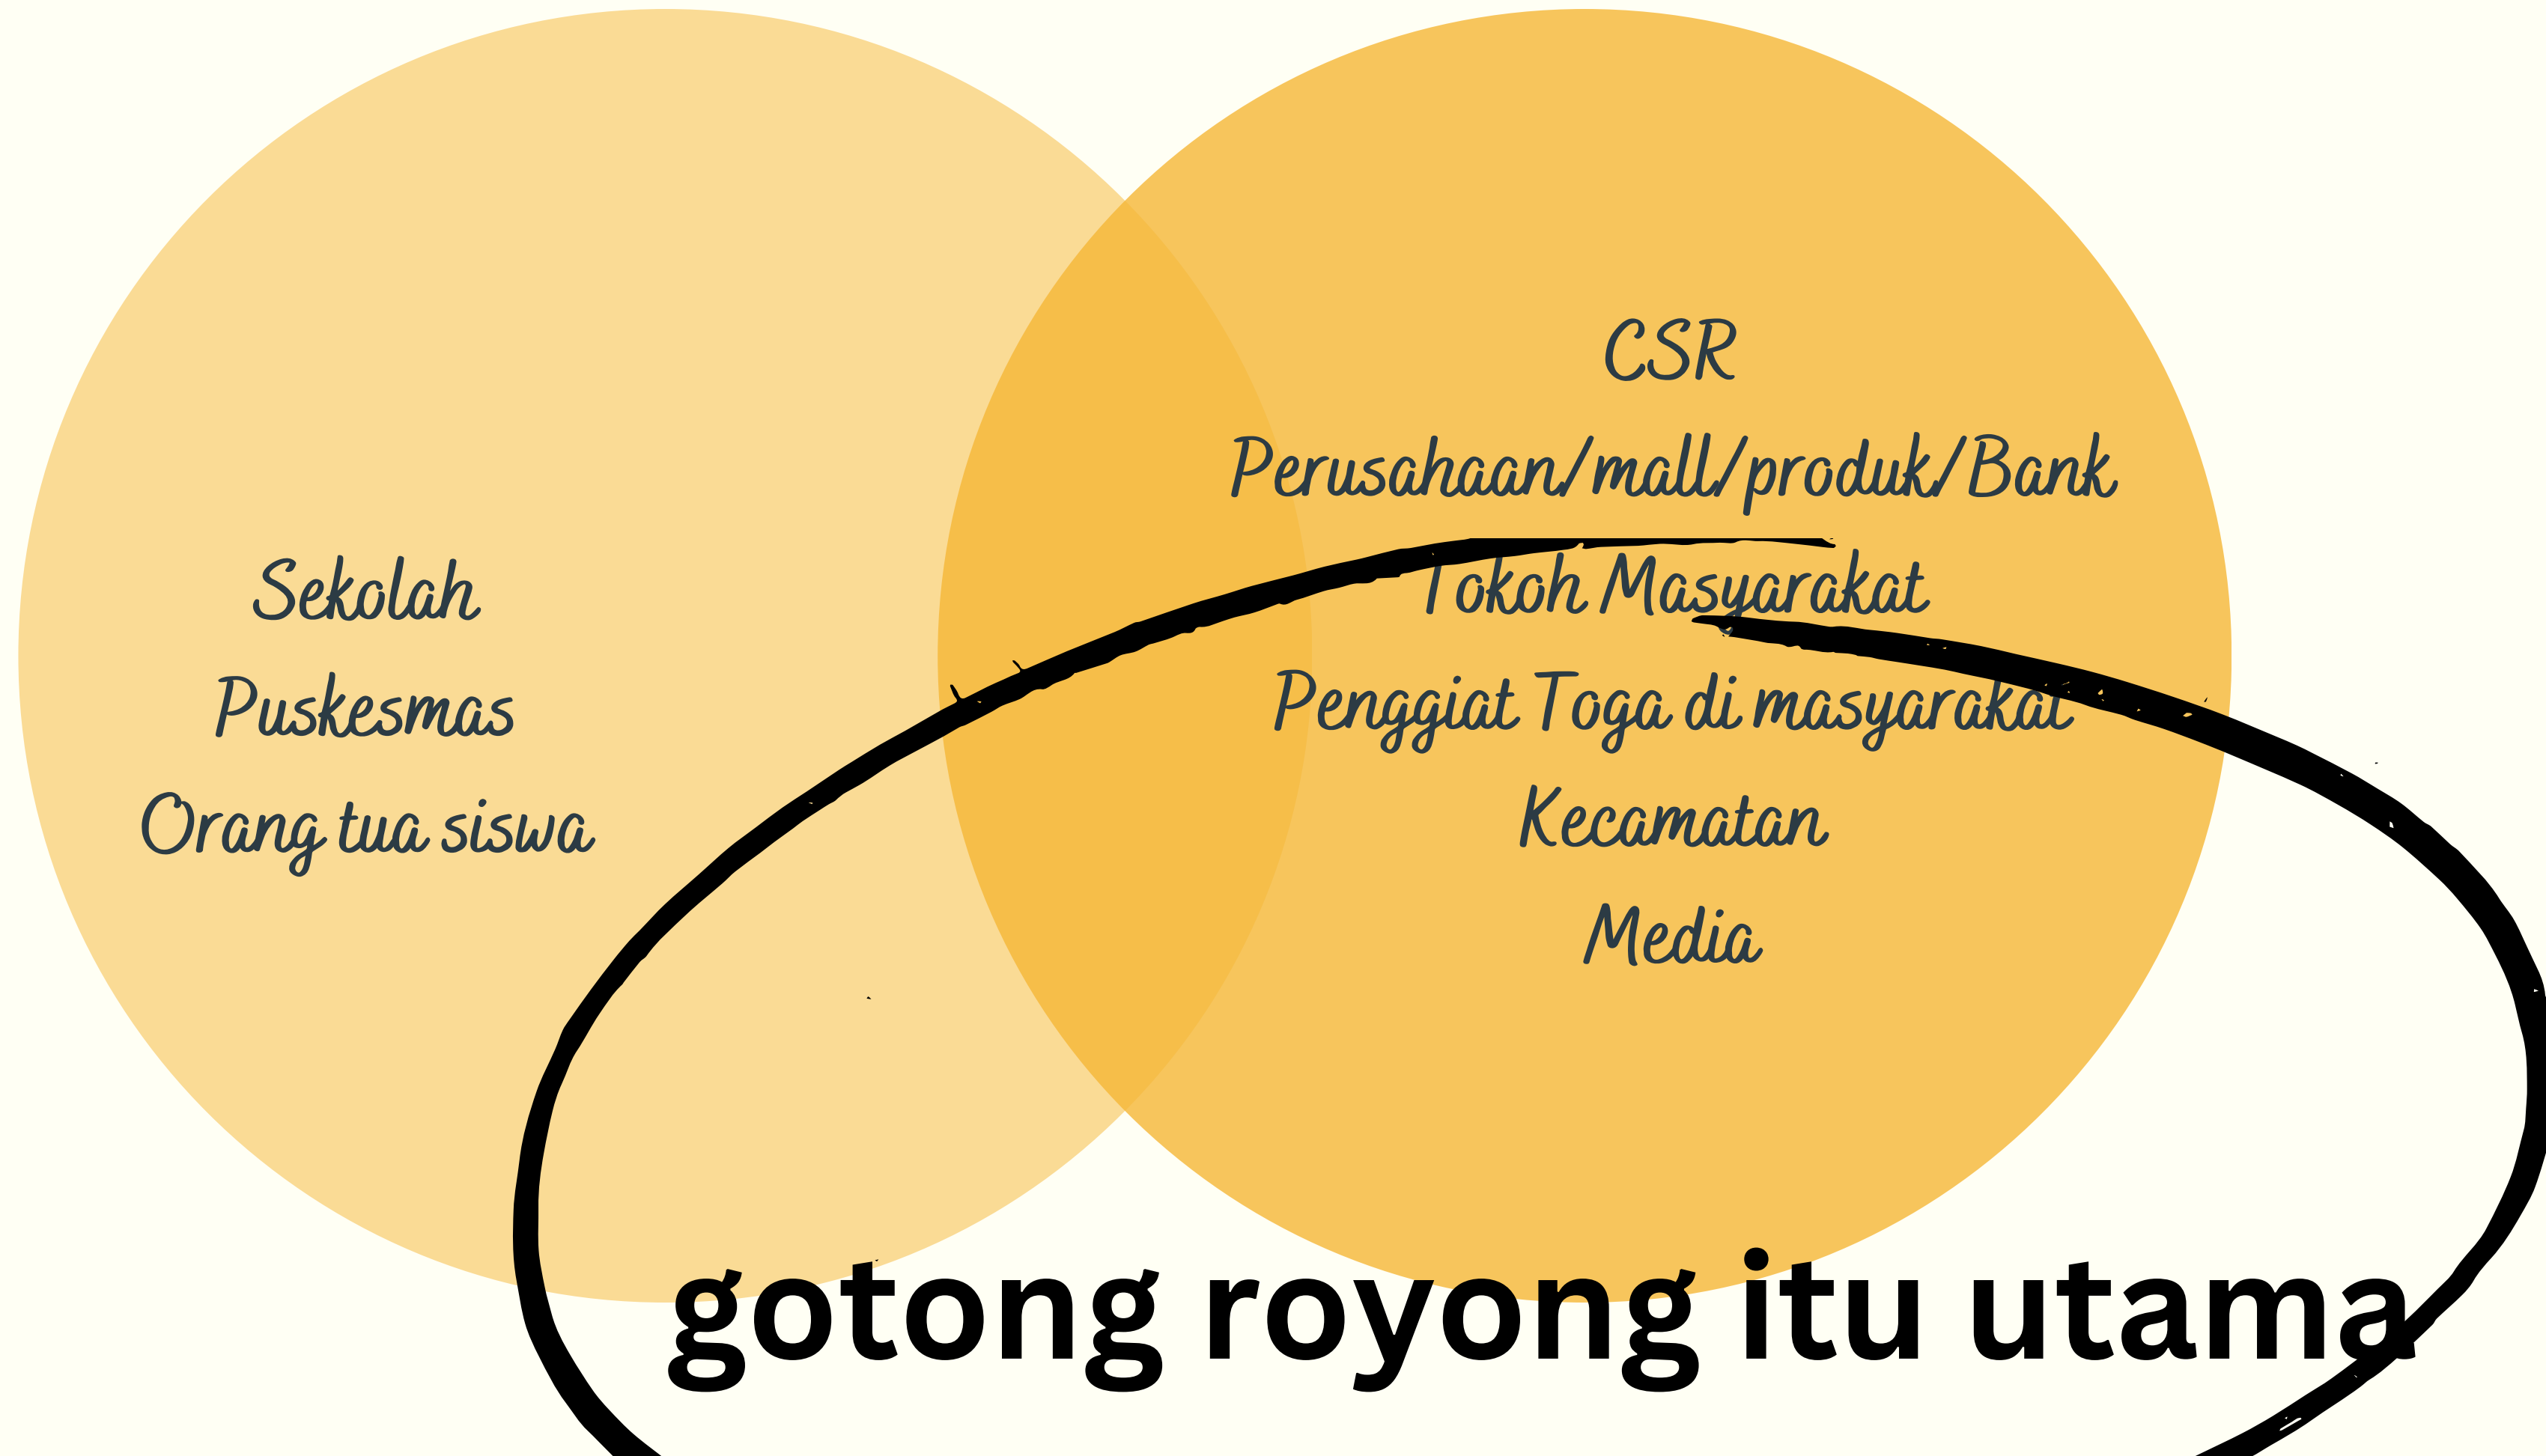 Sekolah
Puskesmas
Orang tua siswa
CSR
Perusahaan/mall/produk/Bank
Tokoh Masyarakat
Penggiat Toga di masyarakat
Kecamatan
Media
gotong royong itu utama